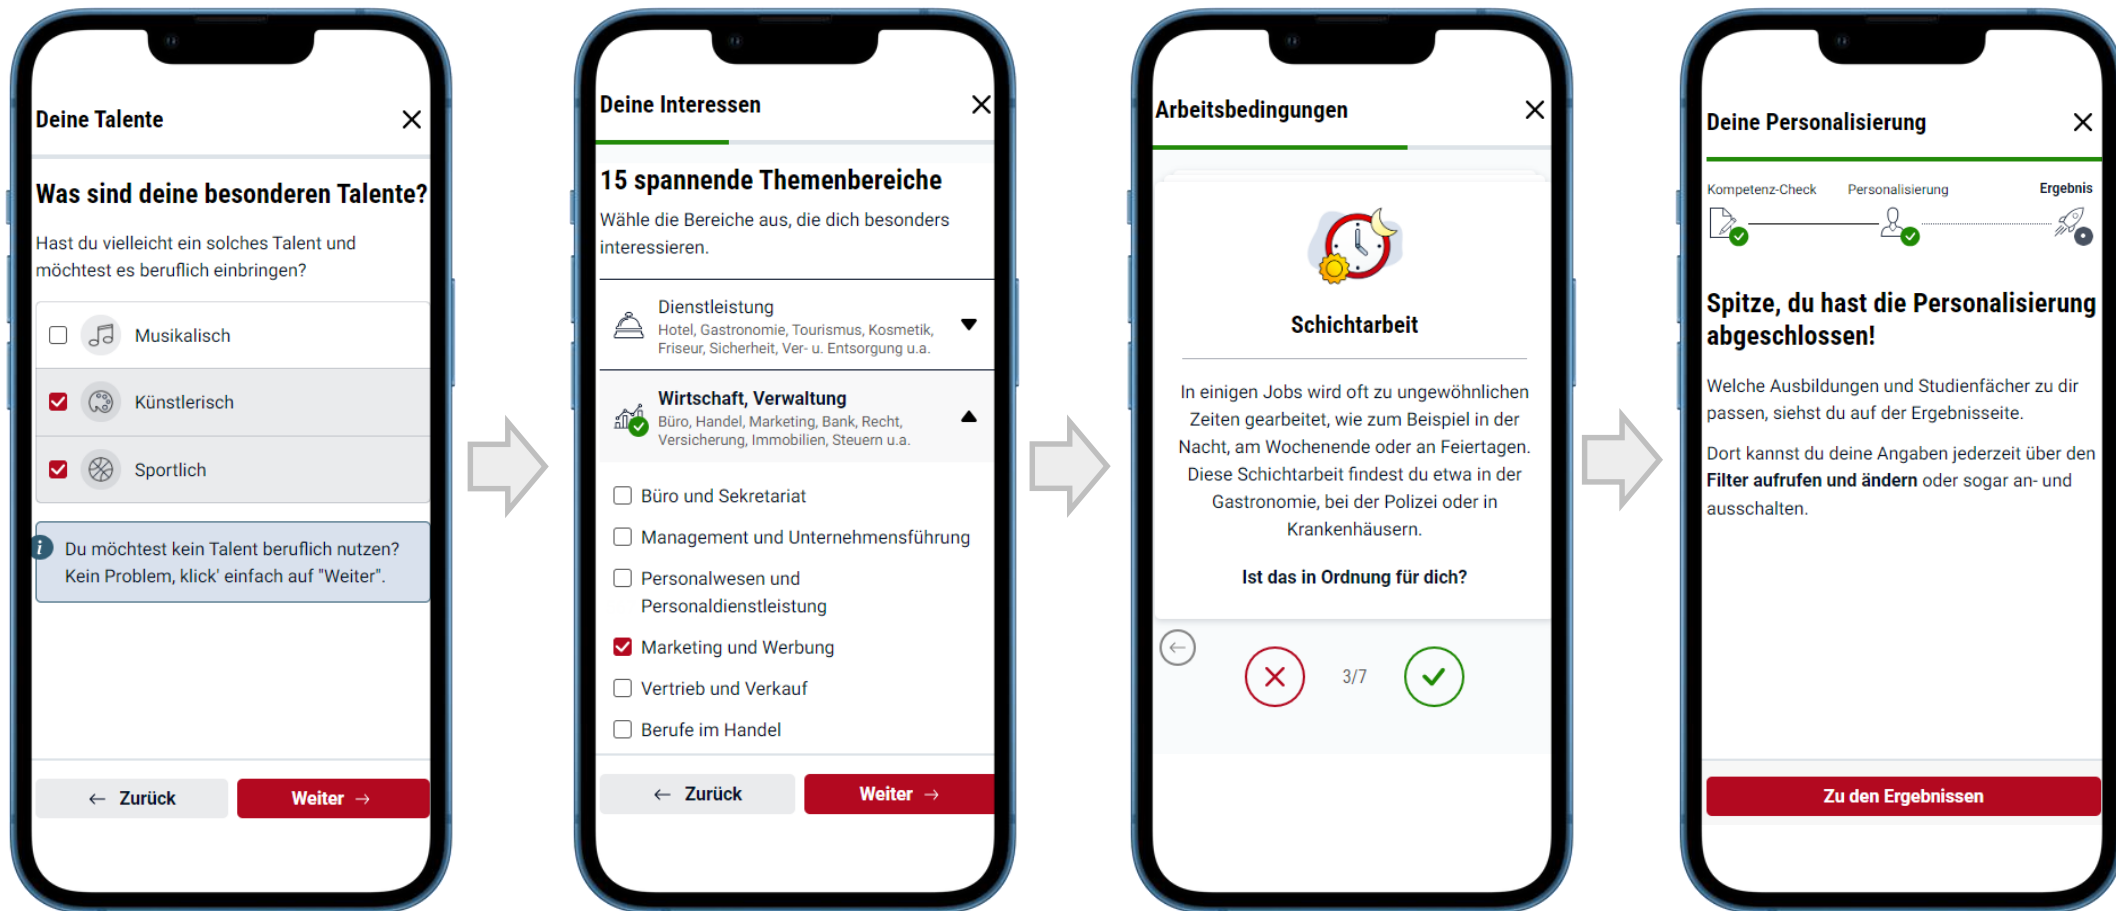 Deine Talente
Was sind deine besonderen Talente?
Hast du vielleicht ein solches Talent und
möchtest es beruflich einbringen?
Musikalisch
Künstlerisch
Sportlich
i
Du möchtest kein Talent beruflich nutzen?
Kein Problem, klick' einfach auf "Weiter".
← Zurück
Weiter →
Deine Interessen
15 spannende Themenbereiche
Wähle die Bereiche aus, die dich besonders
interessieren.
Dienstleistung
Hotel, Gastronomie, Tourismus, Kosmetik,
Friseur, Sicherheit, Ver- u. Entsorgung u.a.
Wirtschaft, Verwaltung
Büro, Handel, Marketing, Bank, Recht,
Versicherung, Immobilien, Steuern u.a.
Büro und Sekretariat
Management und Unternehmensführung
Personalwesen und
Personaldienstleistung
Marketing und Werbung
Vertrieb und Verkauf
Berufe im Handel
← Zurück
Weiter →
Arbeitsbedingungen
Schichtarbeit
In einigen Jobs wird oft zu ungewöhnlichen
Zeiten gearbeitet, wie zum Beispiel in der
Nacht, am Wochenende oder an Feiertagen.
Diese Schichtarbeit findest du etwa in der
Gastronomie, bei der Polizei oder in
Krankenhäusern.
Ist das in Ordnung für dich?
3/7
Deine Personalisierung
Kompetenz-Check
Personalisierung
Ergebnis
Spitze, du hast die Personalisierung
abgeschlossen!
Welche Ausbildungen und Studienfächer zu dir
passen, siehst du auf der Ergebnisseite.
Dort kannst du deine Angaben jederzeit über den
Filter aufrufen und ändern oder sogar an- und
ausschalten.
Zu den Ergebnissen